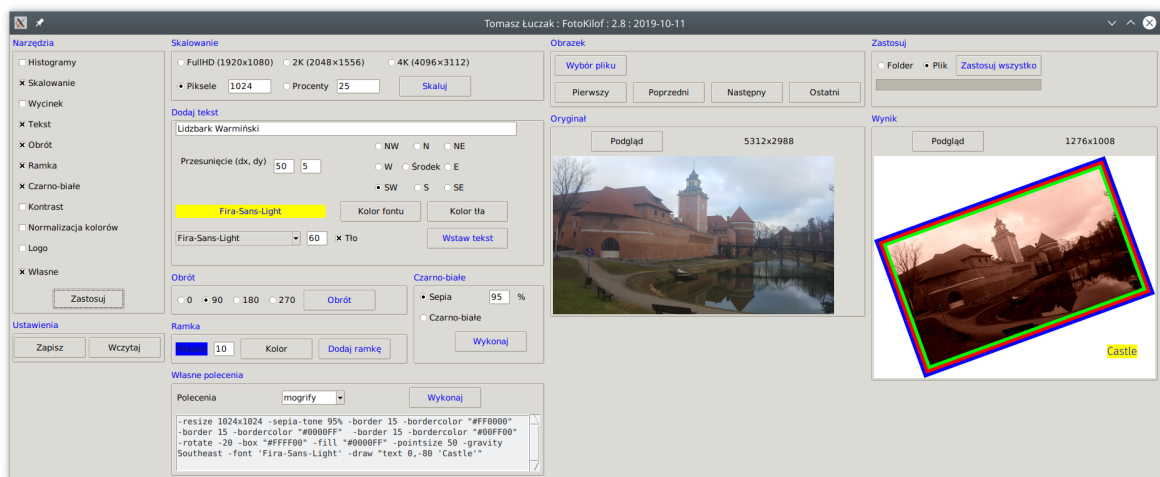 Tomasz Łuczak : FotoKilof : 2.8 : 2019-10-11
Narzędzia
Histogramy
Skalowanie
Wycinek
Tekst
Obrót
Ramka
Czarno-białe
Kontrast
Normalizacja kolorów
Logo
Własne
Zastosuj
Ustawienia
Zapisz Wczytaj
Skalowanie
FullHD (1920x1080) 2K (2048×1556) 4K (4096×3112)
Piksele 1024 Procenty 25 Skaluj
Dodaj tekst
Lidzbark Warmiński
NW N NE
Przesunięcie (dx, dy) 50 5
W Środek E
SW S SE
Fira-Sans-Light Kolor fontu Kolor tła
Fira-Sans-Light 60 Tło Wstaw tekst
Obrót
0 90 180 270 Obrót
Ramka
10 Kolor Dodaj ramkę
Czarno-białe
Sepia 95 %
Czarno-białe
Wykonaj
Własne polecenia
Polecenia mogrify Wykonaj
-resize 1024x1024 -sepia-tone 95% -border 15 -bordercolor "#FF0000"
-border 15 -bordercolor "#0000FF" -border 15 -bordercolor "#00FF00"
-rotate -20 -box "#FFFF00" -fill "#0000FF" -pointsize 50 -gravity
Southeast -font 'Fira-Sans-Light' -draw "text 0,-80 'Castle'"
Obrazek
Wybór pliku
Pierwszy Poprzedni Następny Ostatni
Oryginał
Podgląd 5312x2988
Zastosuj
Folder Plik Zastosuj wszystko
Wynik
Podgląd 1276x1008
Castle